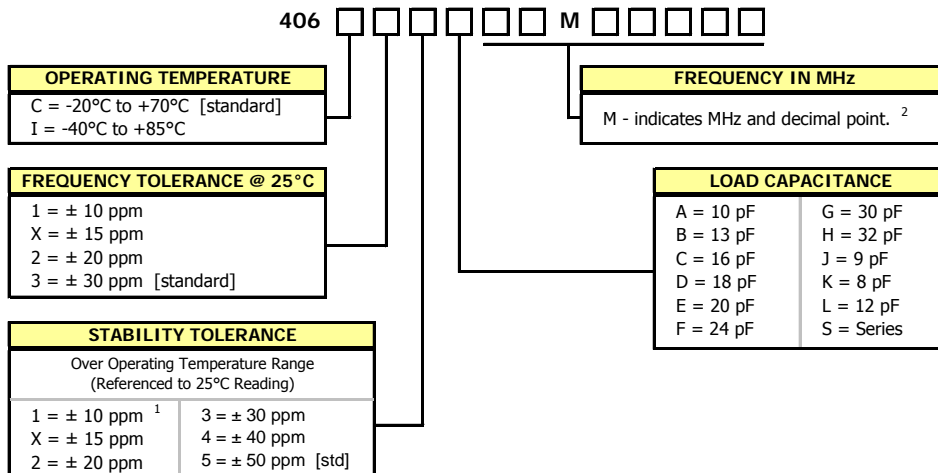 406 M
OPERATING TEMPERATURE
C = -20°C to +70°C [standard]
I = -40°C to +85°C
FREQUENCY IN MHz
M - indicates MHz and decimal point. 2
FREQUENCY TOLERANCE @ 25°C
1 = ± 10 ppm
X = ± 15 ppm
2 = ± 20 ppm
3 = ± 30 ppm [standard]
LOAD CAPACITANCE
A = 10 pF
B = 13 pF
C = 16 pF
D = 18 pF
E = 20 pF
F = 24 pF
G = 30 pF
H = 32 pF
J = 9 pF
K = 8 pF
L = 12 pF
S = Series
STABILITY TOLERANCE
Over Operating Temperature Range
(Referenced to 25°C Reading)
1 = ± 10 ppm 1
X = ± 15 ppm
2 = ± 20 ppm
3 = ± 30 ppm
4 = ± 40 ppm
5 = ± 50 ppm [std]